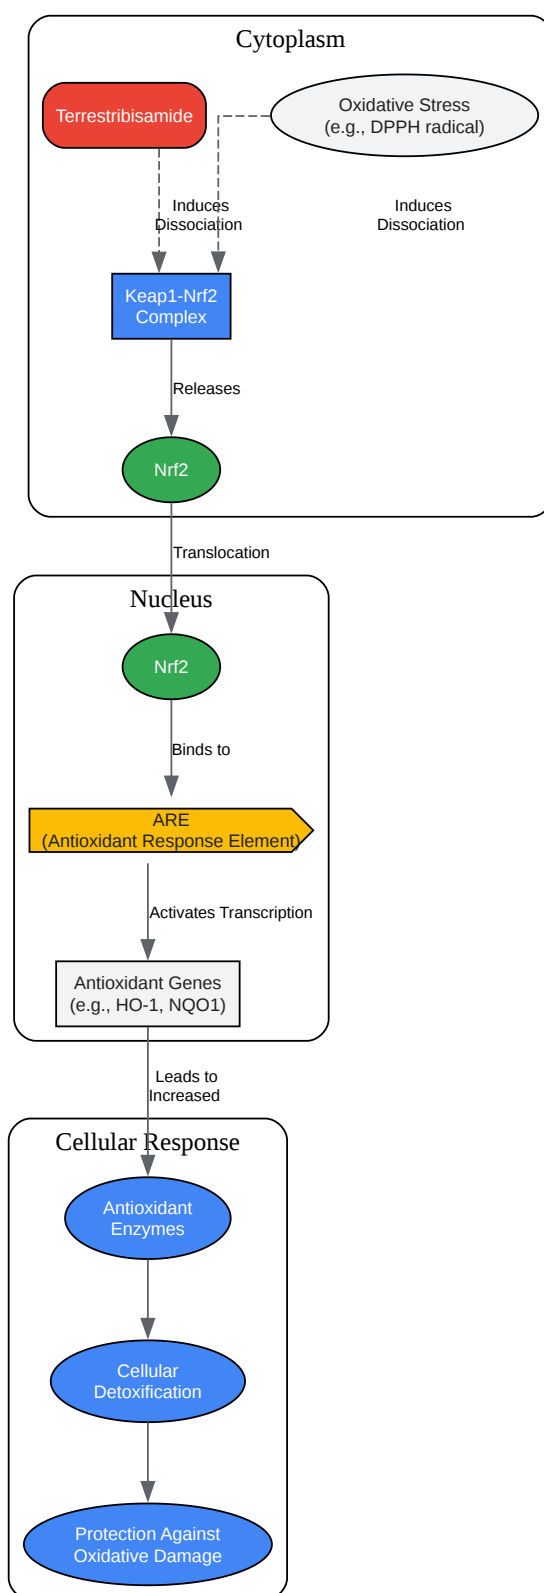 Cytoplasm
Terrestribisamide
Oxidative Stress
(e.g., DPPH radical)
Induces
Dissociation
Induces
Dissociation
Keap1-Nrf2
Complex
Releases
Nrf2
Translocation
Nucleus
Nrf2
Binds to
ARE
(Antioxidant Response Element)
Activates Transcription
Antioxidant Genes
(e.g., HO-1, NQO1)
Leads to
Increased
Cellular Response
Antioxidant
Enzymes
Cellular
Detoxification
Protection Against
Oxidative Damage